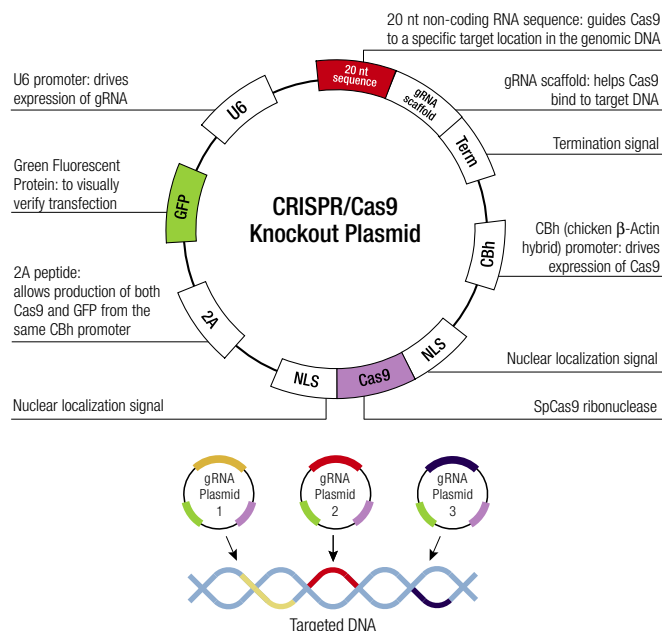 20 nt non-coding RNA sequence: guides Cas9
to a specific target location in the genomic DNA
U6 promoter: drives
expression of gRNA
20 nt
sequence
gRNA
scaffold
gRNA scaffold: helps Cas9
bind to target DNA
U6
Term
Termination signal
Green Fluorescent
Protein: to visually
verify transfection
GFP
CRISPR/Cas9
Knockout Plasmid
CBh
CBh (chicken β-Actin
hybrid) promoter: drives
expression of Cas9
2A peptide:
allows production of both
Cas9 and GFP from the
same CBh promoter
2A
NLS
Cas9
NLS
Nuclear localization signal
Nuclear localization signal
SpCas9 ribonuclease
gRNA
Plasmid
1
gRNA
Plasmid
2
gRNA
Plasmid
3
Targeted DNA